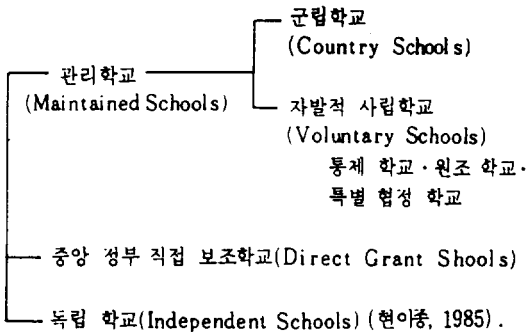 군립학교
(Country Schools)
관리학교
(Maintained Schools)
자발적 사립학교
(Voluntary Schools)
통제 학교·원조 학교·
특별 협정 학교
중앙 정부 직접 보조학교(Direct Grant Shools)
독립 학교(Independent Schools) (현이종, 1985).